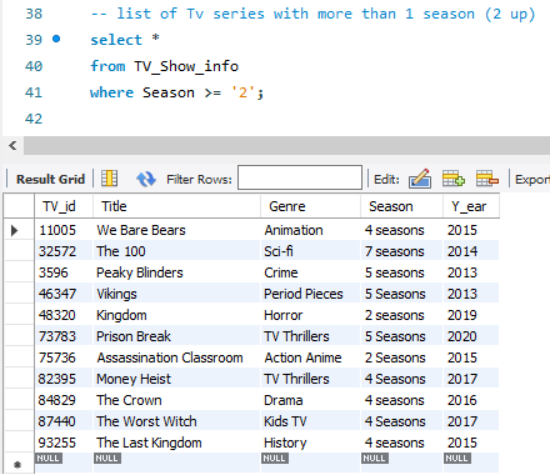 38 -- list of Tv series with more than 1 season (2 up)
39 select *
40 from TV_Show_info
41 where Season >= '2';
42
Result Grid Filter Rows: Edit: Export
TV_id Title Genre Season Y_ear
11005 We Bare Bears Animation 4 seasons 2015
32572 The 100 Sci-fi 7 seasons 2014
3596 Peaky Blinders Crime 5 seasons 2013
46347 Vikings Period Pieces 5 Seasons 2013
48320 Kingdom Horror 2 seasons 2019
73783 Prison Break TV Thrillers 5 Seasons 2020
75736 Assassination Classroom Action Anime 2 Seasons 2015
82395 Money Heist TV Thrillers 4 Seasons 2017
84829 The Crown Drama 4 seasons 2016
87440 The Worst Witch Kids TV 4 Seasons 2017
93255 The Last Kingdom History 4 seasons 2015
NULL NULL NULL NULL NULL